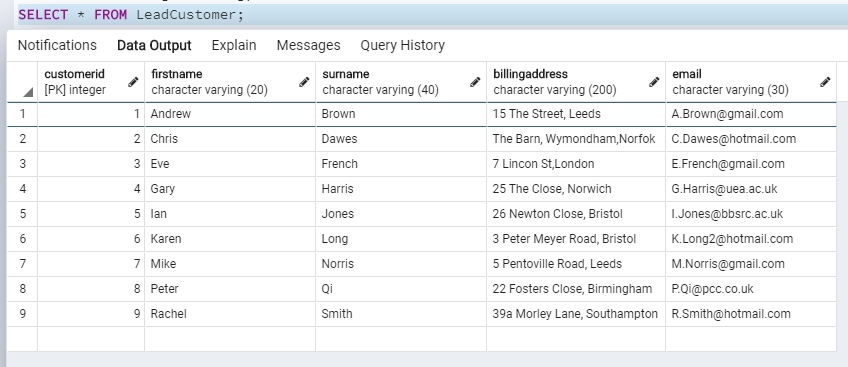 SELECT * FROM LeadCustomer;
Notifications Data Output Explain Messages Query History
customerid firstname surname billingaddress email
[PK] integer character varying (20) character varying (40) character varying (200) character varying (30)
1 1 Andrew Brown 15 The Street, Leeds A.Brown@gmail.com
2 2 Chris Dawes The Barn, Wymondham,Norfok C.Dawes@hotmail.com
3 3 Eve French 7 Lincon St,London E.French@gmail.com
4 4 Gary Harris 25 The Close, Norwich G.Harris@uea.ac.uk
5 5 Ian Jones 26 Newton Close, Bristol I.Jones@bbsrc.ac.uk
6 6 Karen Long 3 Peter Meyer Road, Bristol K.Long2@hotmail.com
7 7 Mike Norris 5 Pentoville Road, Leeds M.Norris@gmail.com
8 8 Peter Qi 22 Fosters Close, Birmingham P.Qi@pcc.co.uk
9 9 Rachel Smith 39a Morley Lane, Southampton R.Smith@hotmail.com